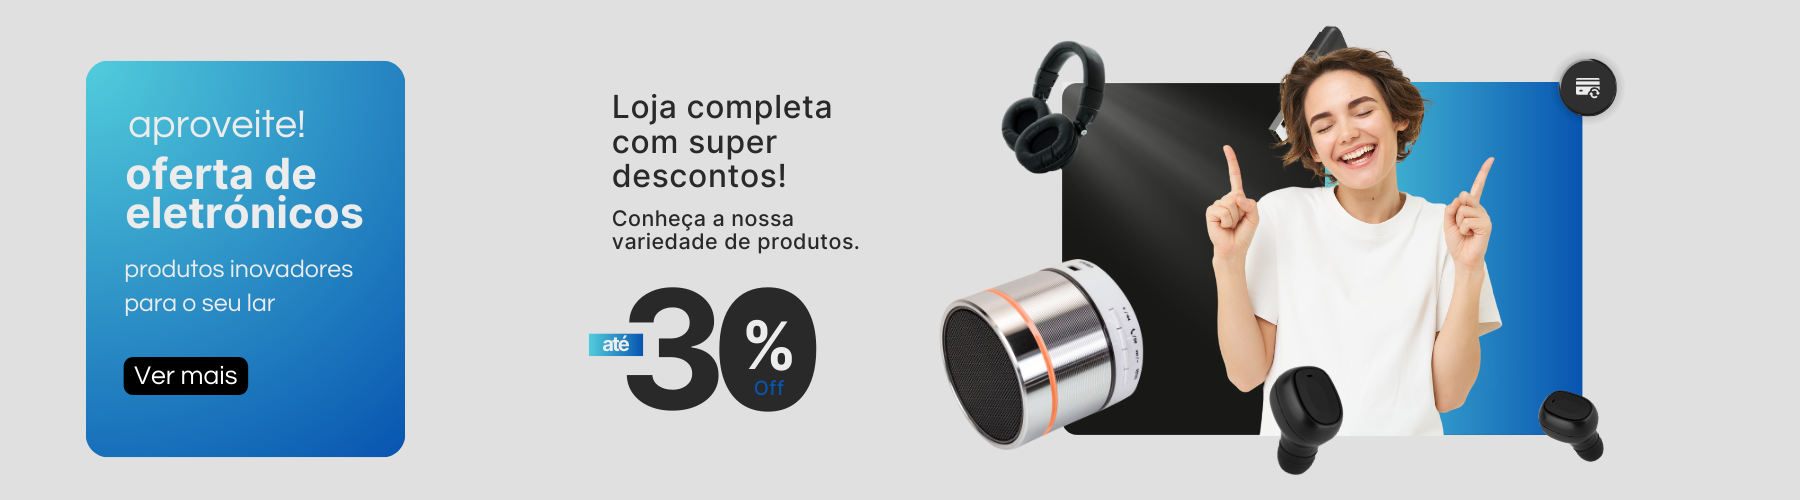 aproveite!
oferta de
eletrónicos
produtos inovadores
para o seu lar
Ver mais
Loja completa
com super
descontos!
Conheça a nossa
variedade de produtos.
até
30
%
Off